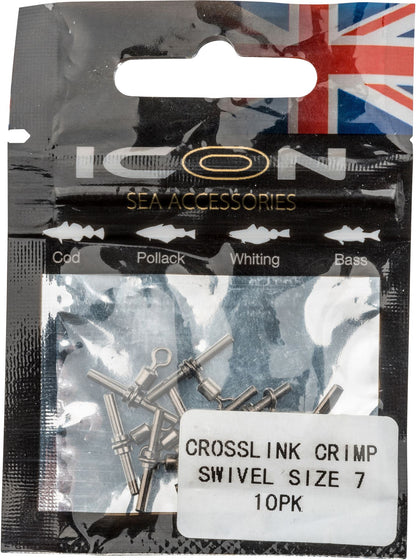 ICON
SEA ACCESSORIES
Cod Pollack Whiting Bass
CROSSLINK CRIMP
SWIVEL SIZE 7
10PK